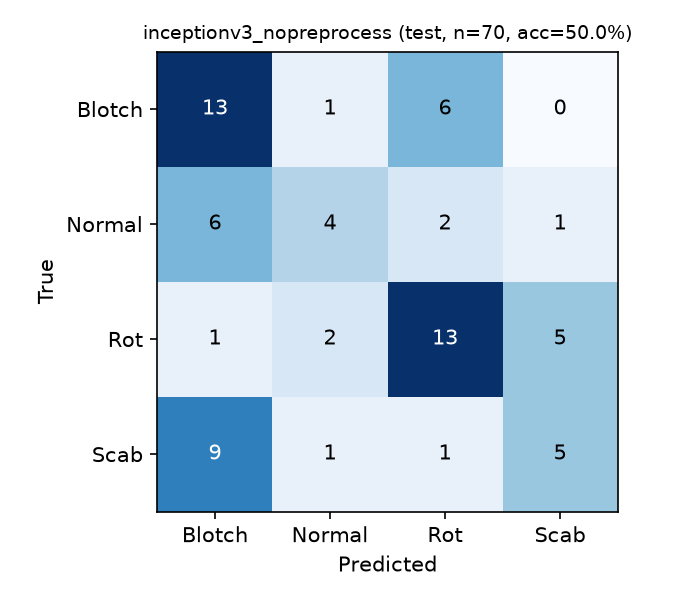 inceptionv3_nopreprocess (test, n=70, acc=50.0%)
Blotch 13 1 6 0
Normal 6 4 2 1
True
Rot 1 2 13 5
Scab 9 1 1 5
Blotch Normal Rot Scab
Predicted